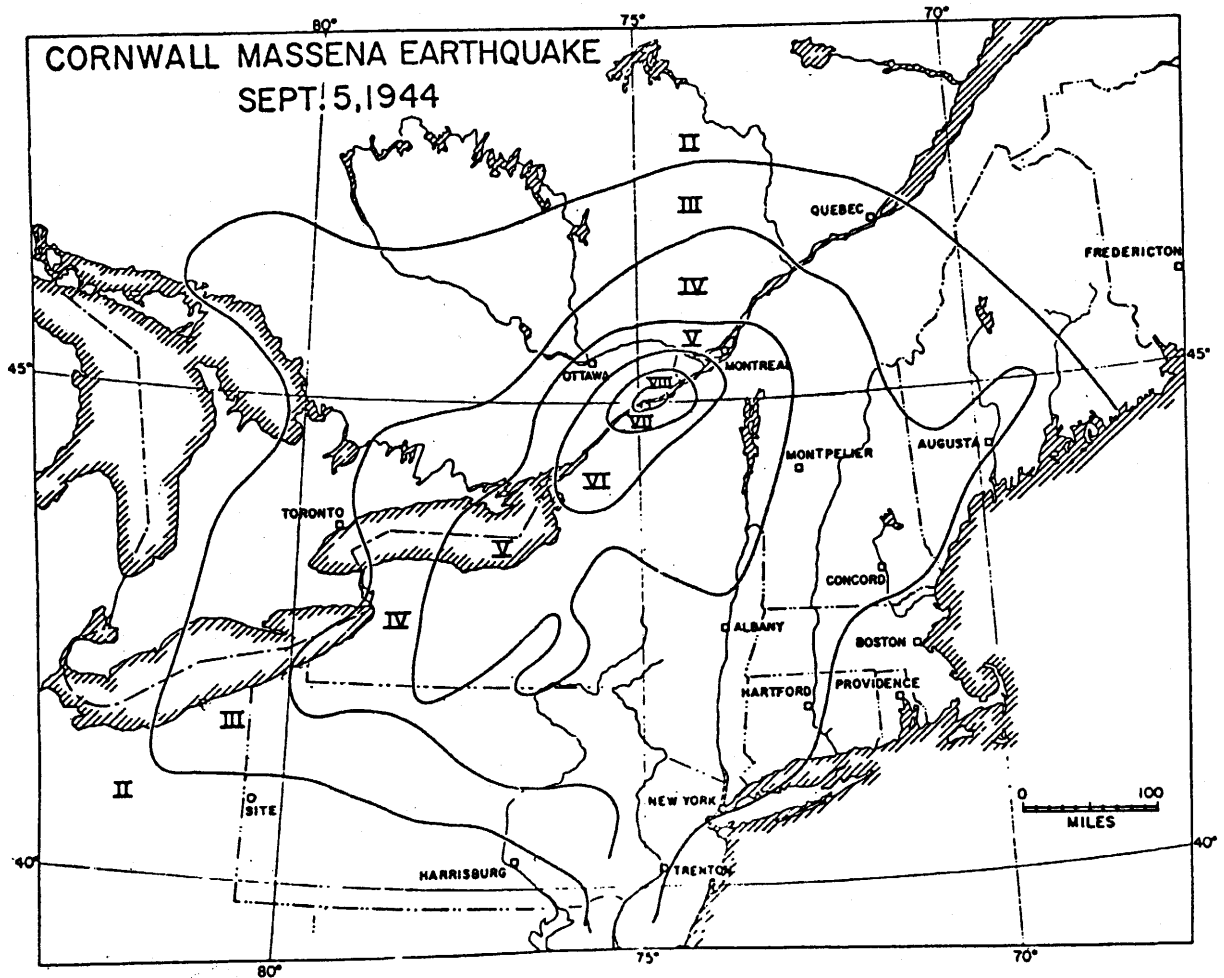 80°
75°
70°
CORNWALL MASSENA EARTHQUAKE
SEPT. 5, 1944
II
III
QUEBEC
FREDERICTON
IV
V
45°
45°
OTTAWA
MONTREAL
VIII
VII
AUGUSTA
MONTPELIER
VI
TORONTO
V
CONCORD
IV
ALBANY
BOSTON
HARTFORD
PROVIDENCE
III
II
SITE
NEW YORK
0 100
MILES
40°
40°
HARRISBURG
TRENTON
80°
75°
70°